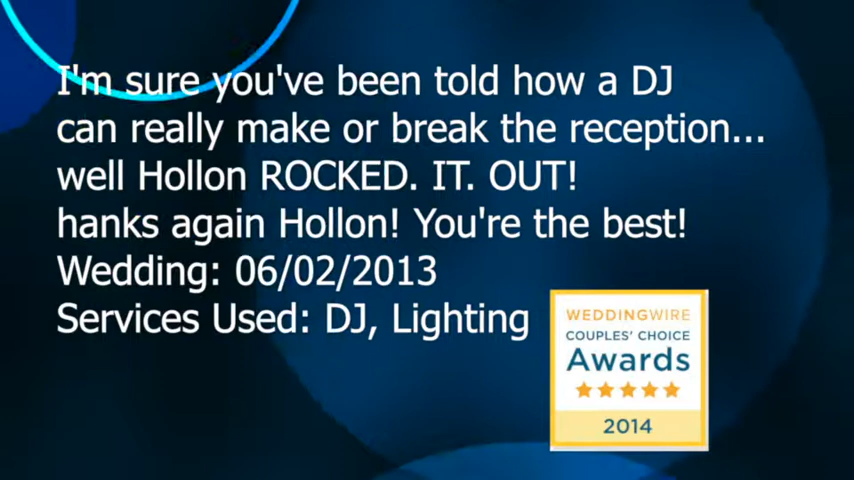 I'm sure you've been told how a DJ
can really make or break the reception...
well Hollon ROCKED. IT. OUT!
hanks again Hollon! You're the best!
Wedding: 06/02/2013
Services Used: DJ, Lighting
WEDDINGWIRE
COUPLES' CHOICE
Awards
2014